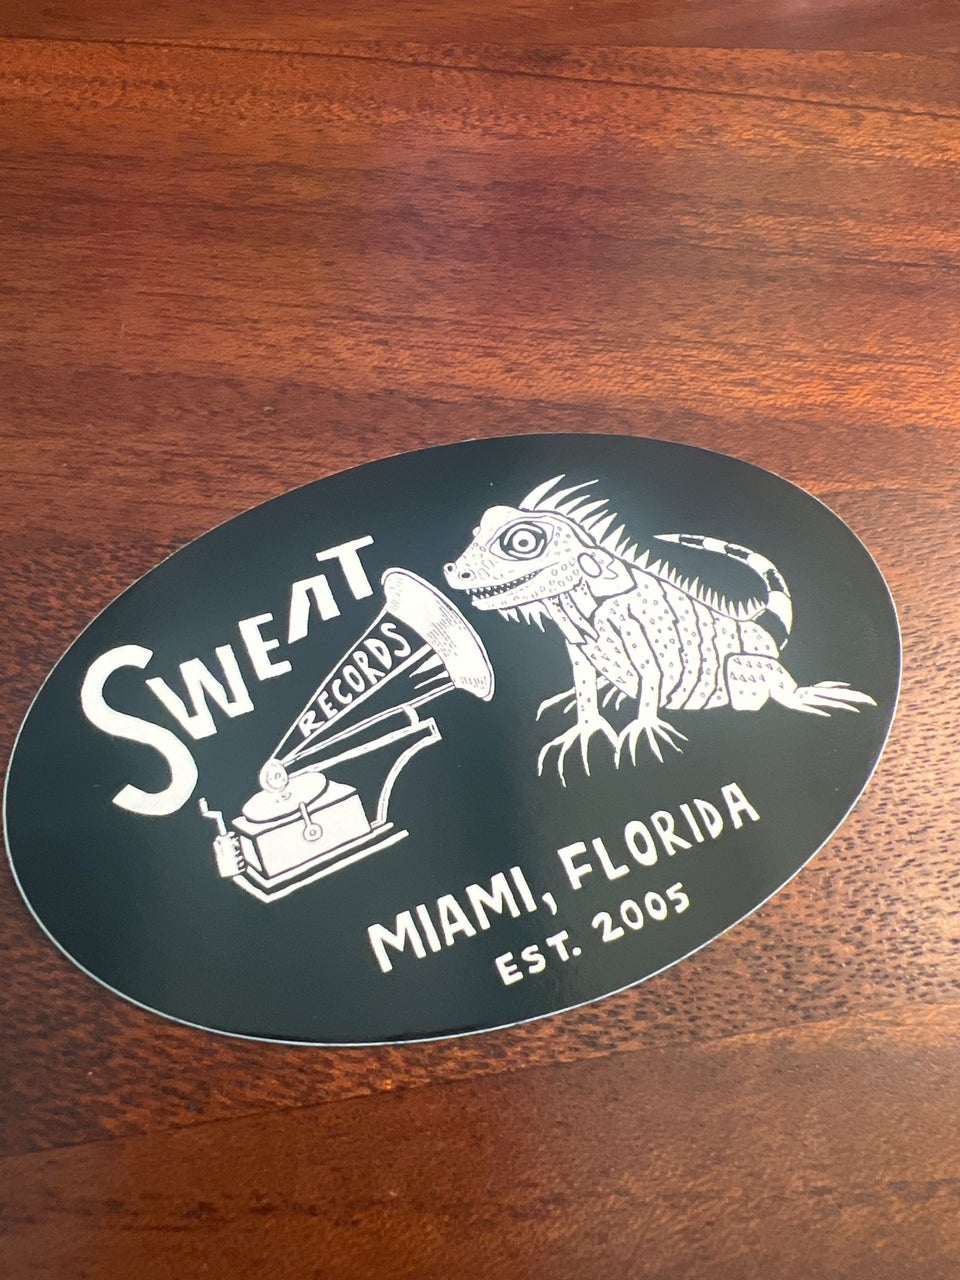 SWEAT
RECORDS
MIAMI, FLORIDA
EST. 2005